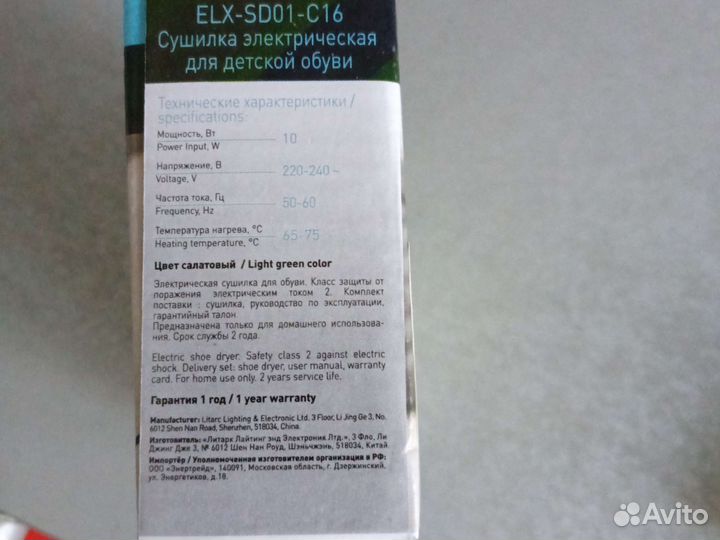 ELX-SD01-C16
Сушилка электрическая
для детской обуви
Технические характеристики /
specifications:
Мощность, Вт
Power Input, W
10
Напряжение, В
Voltage, V
220-240 ~
Частота тока, Гц
Frequency, Hz
50-60
Температура нагрева, °C
Heating temperature, °C
65-75
Цвет салатовый / Light green color
Электрическая сушилка для обуви. Класс защиты от
поражения электрическим током 2. Комплект
поставки : сушилка, руководство по эксплуатации,
гарантийный талон.
Предназначена только для домашнего использова-
ния. Срок службы 2 года.
Electric shoe dryer. Safety class 2 against electric
shock. Delivery set: shoe dryer, user manual, warranty
card. For home use only. 2 years service life.
Гарантия 1 год / 1 year warranty
Manufacturer: Litarc Lighting & Electronic Ltd, 3 Floor, Li Jing Ge 3, No.
6012 Shen Nan Road, Shenzhen, 518034, China.
Изготовитель: «Литарк Лайтинг энд Электроник Лтд.», 3 Фло, Ли
Джинг Дже 3, № 6012 Шен Нан Роуд, Шэньчжэнь, 518034, Китай.
Импортёр / Уполномоченная изготовителем организация в РФ:
ООО «Энертрейд», 140091, Московская область, г. Дзержинский,
ул. Энергетиков, д.18.
Avito